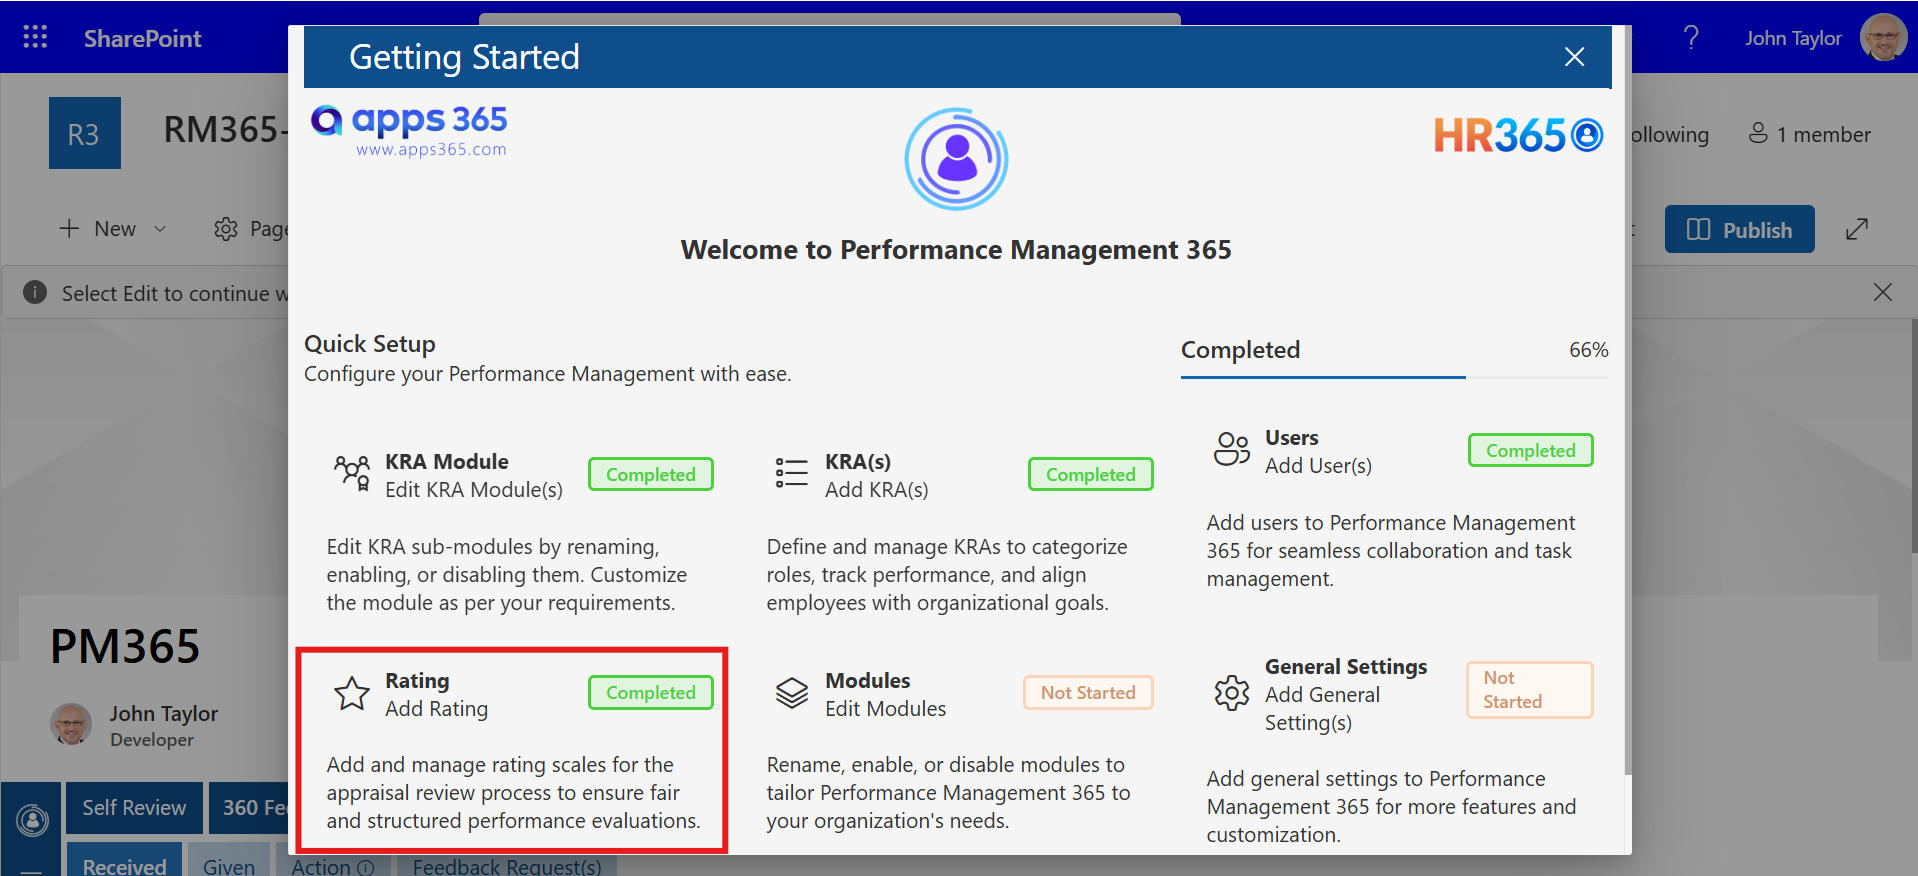 SharePoint
Getting Started
John Taylor
R3
RM365-
apps 365
www.apps365.com
HR365
ollowing
1 member
New
Page
Publish
Welcome to Performance Management 365
Select Edit to continue w
Quick Setup
Configure your Performance Management with ease.
Completed
66%
KRA Module
Edit KRA Module(s)
Completed
Edit KRA sub-modules by renaming,
enabling, or disabling them. Customize
the module as per your requirements.
KRA(s)
Add KRA(s)
Completed
Define and manage KRAs to categorize
roles, track performance, and align
employees with organizational goals.
Users
Add User(s)
Completed
Add users to Performance Management
365 for seamless collaboration and task
management.
Rating
Add Rating
Completed
Add and manage rating scales for the
appraisal review process to ensure fair
and structured performance evaluations.
Modules
Edit Modules
Not Started
Rename, enable, or disable modules to
tailor Performance Management 365 to
your organization's needs.
General Settings
Add General
Setting(s)
Not
Started
Add general settings to Performance
Management 365 for more features and
customization.
PM365
John Taylor
Developer
Self Review
360 Fe
Received
Given
Action
Feedback Request(s)